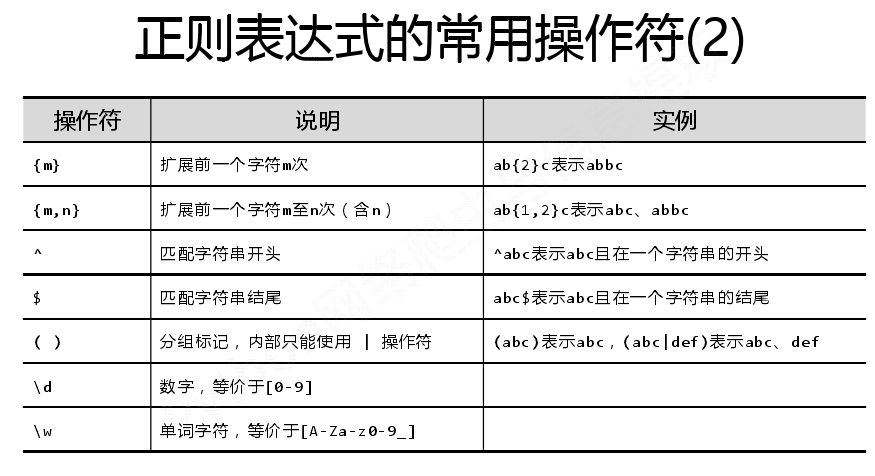 正则表达式的常用操作符(2)
操作符 说明 实例
{m} 扩展前一个字符m次 ab{2}c表示abbc
{m,n} 扩展前一个字符m至n次（含n） ab{1,2}c表示abc、abbc
^ 匹配字符串开头 ^abc表示abc且在一个字符串的开头
$ 匹配字符串结尾 abc$表示abc且在一个字符串的结尾
( ) 分组标记，内部只能使用 | 操作符 (abc)表示abc，(abc|def)表示abc、def
\d 数字，等价于[0‐9]
\w 单词字符，等价于[A‐Za‐z0‐9_]